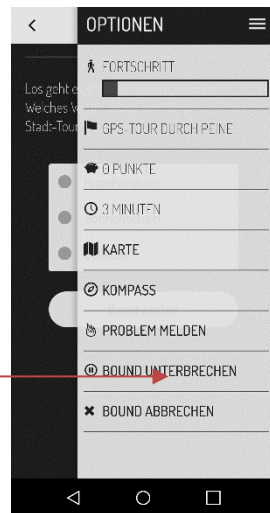 OPTIONEN
FORTSCHRITT
Los geht
Welches
Stadt-Tour
GPS-TOUR DURCH PEINE
0 PUNKTE
3 MINUTEN
KARTE
KOMPASS
PROBLEM MELDEN
BOUND UNTERBRECHEN
BOUND ABBRECHEN